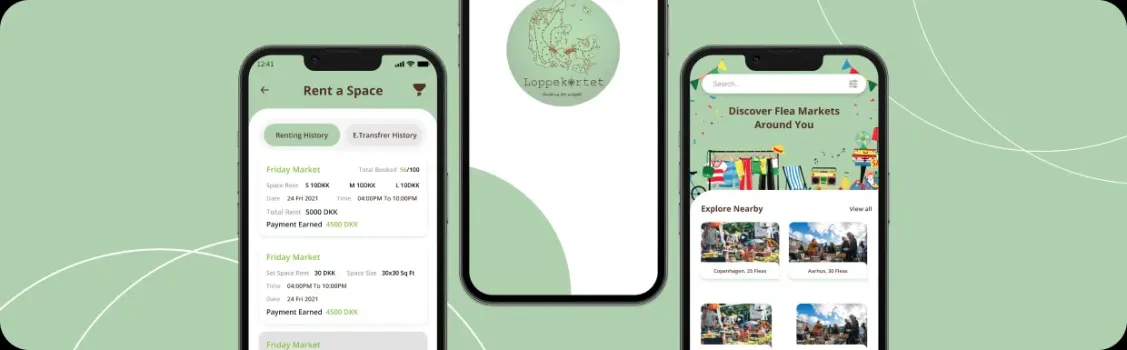 12:41
Rent a Space
Renting History
E.Transfrer History
Friday Market
Total Booked 56/100
Space Rent S 10DKK M 10DKK L 10DKK
Date 24 Fri 2021 Time 04:00PM To 10:00PM
Total Rent 5000 DKK
Payment Earned 4500 DKK
Friday Market
Set Space Rent 30 DKK Space Size 30x30 Sq Ft
Time 04:00PM To 10:00PM
Date 24 Fri 2021
Payment Earned 4500 DKK
Friday Market
Loppekortet
Search...
Discover Flea Markets
Around You
Explore Nearby
View all
Copenhagen, 25 Fleas
Aarhus, 30 Fleas